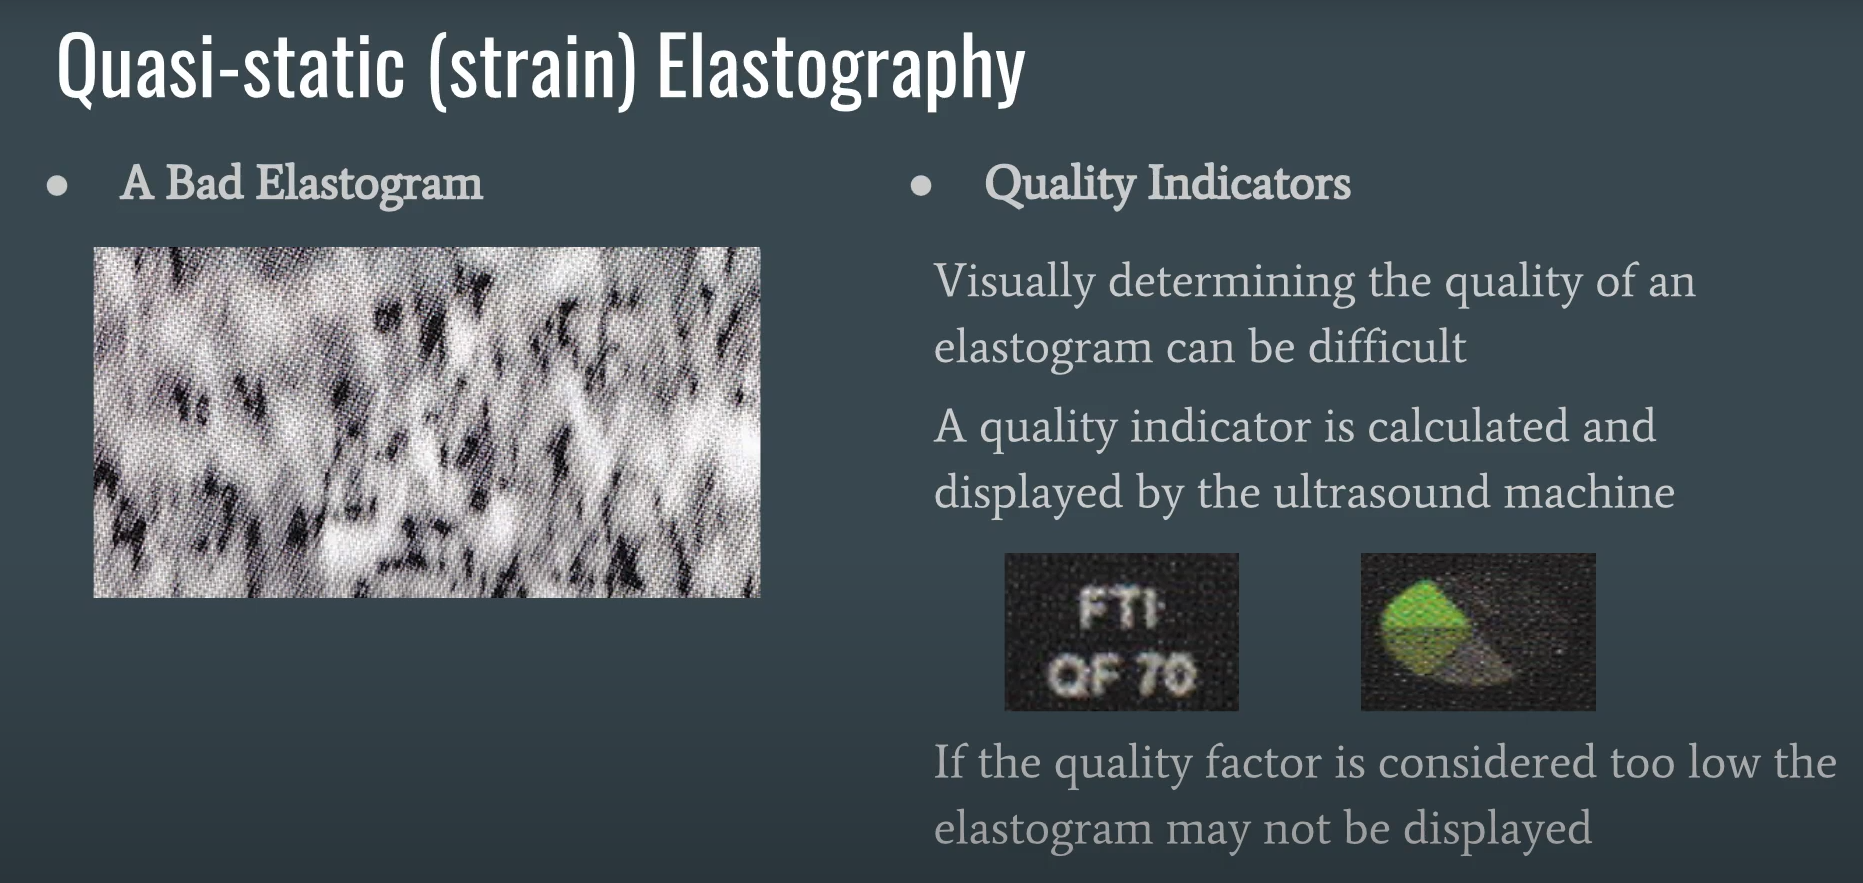 Quasi-static (strain) Elastography
A Bad Elastogram
Quality Indicators
Visually determining the quality of an
elastogram can be difficult
A quality indicator is calculated and
displayed by the ultrasound machine
FTI
QF 70
If the quality factor is considered too low the
elastogram may not be displayed